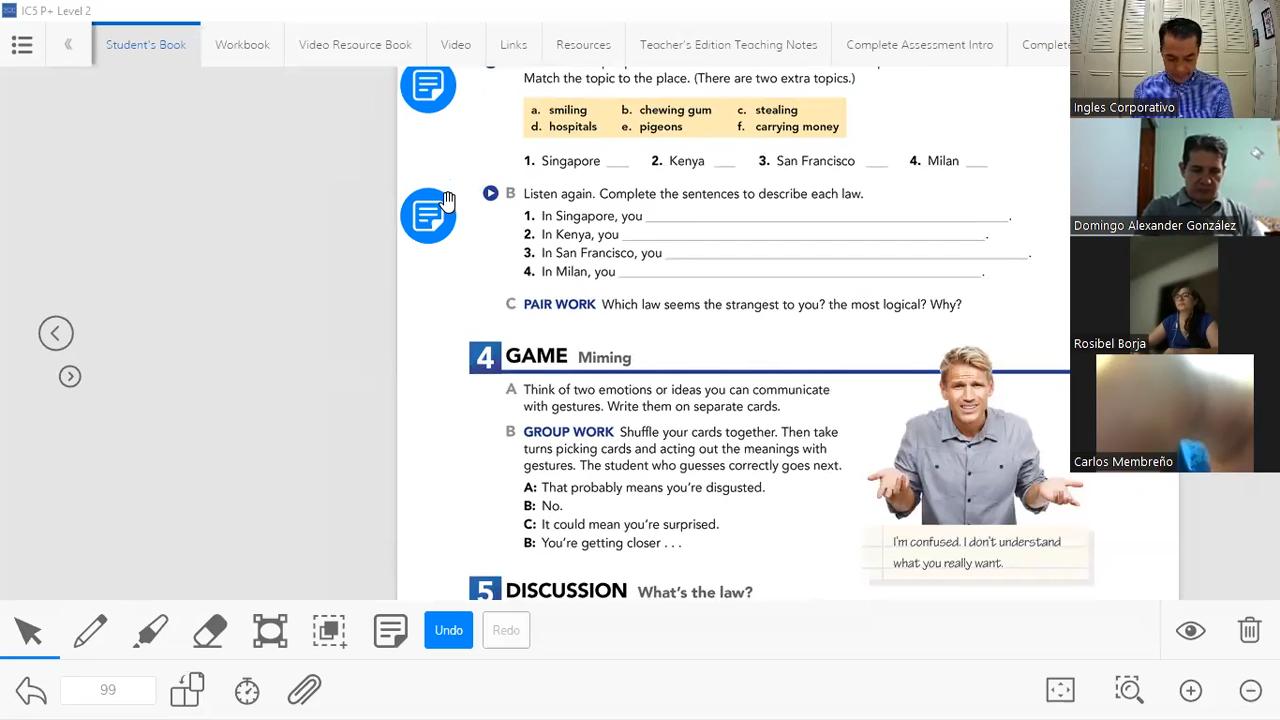 IC5 P+ Level 2
Student's Book
Workbook
Video Resource Book
Video
Links
Resources
Teacher's Edition Teaching Notes
Complete Assessment Intro
Complete
Match the topic to the place. (There are two extra topics.)
a. smiling b. chewing gum c. stealing
d. hospitals e. pigeons f. carrying money
1. Singapore ___ 2. Kenya ___ 3. San Francisco ___ 4. Milan ___
B Listen again. Complete the sentences to describe each law.
1. In Singapore, you ___.
2. In Kenya, you ___.
3. In San Francisco, you ___.
4. In Milan, you ___.
C PAIR WORK Which law seems the strangest to you? the most logical? Why?
4 GAME Miming
A Think of two emotions or ideas you can communicate
with gestures. Write them on separate cards.
B GROUP WORK Shuffle your cards together. Then take
turns picking cards and acting out the meanings with
gestures. The student who guesses correctly goes next.
A: That probably means you're disgusted.
B: No.
C: It could mean you're surprised.
B: You're getting closer . . .
I'm confused. I don't understand
what you really want.
5 DISCUSSION What's the law?
Ingles Corporativo
Domingo Alexander González
Rosibel Borja
Carlos Membreño
Undo
Redo
99